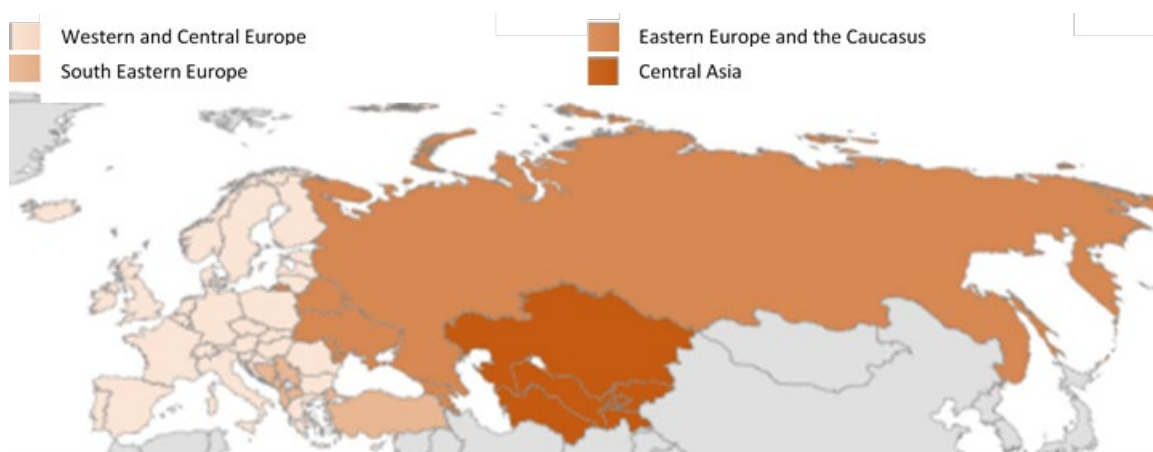 Western and Central Europe
South Eastern Europe
Eastern Europe and the Caucasus
Central Asia